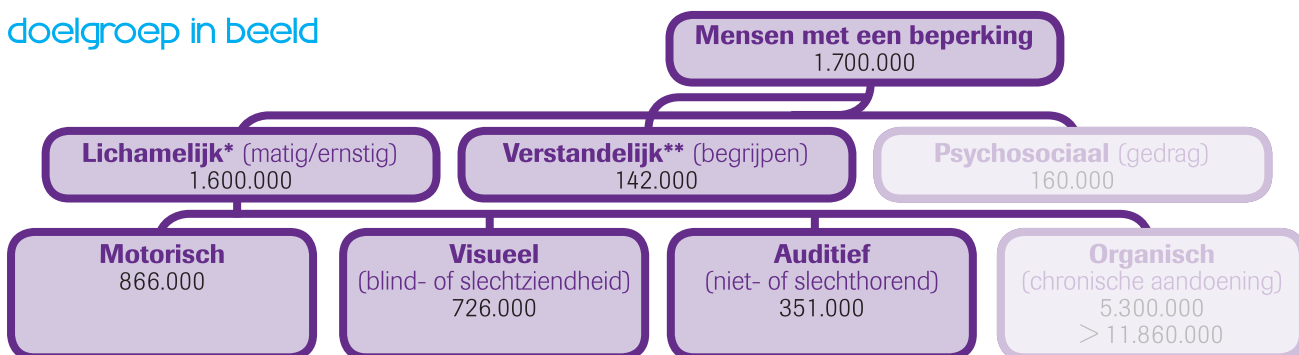 doelgroep in beeld
Mensen met een beperking
1.700.000
Lichamelijk* (matig/ernstig)
1.600.000
Verstandelijk** (begrijpen)
142.000
Psychosociaal (gedrag)
160.000
Motorisch
866.000
Visueel
(blind- of slechtziendheid)
726.000
Auditief
(niet- of slechthorend)
351.000
Organisch
(chronische aandoening)
5.300.000
> 11.860.000